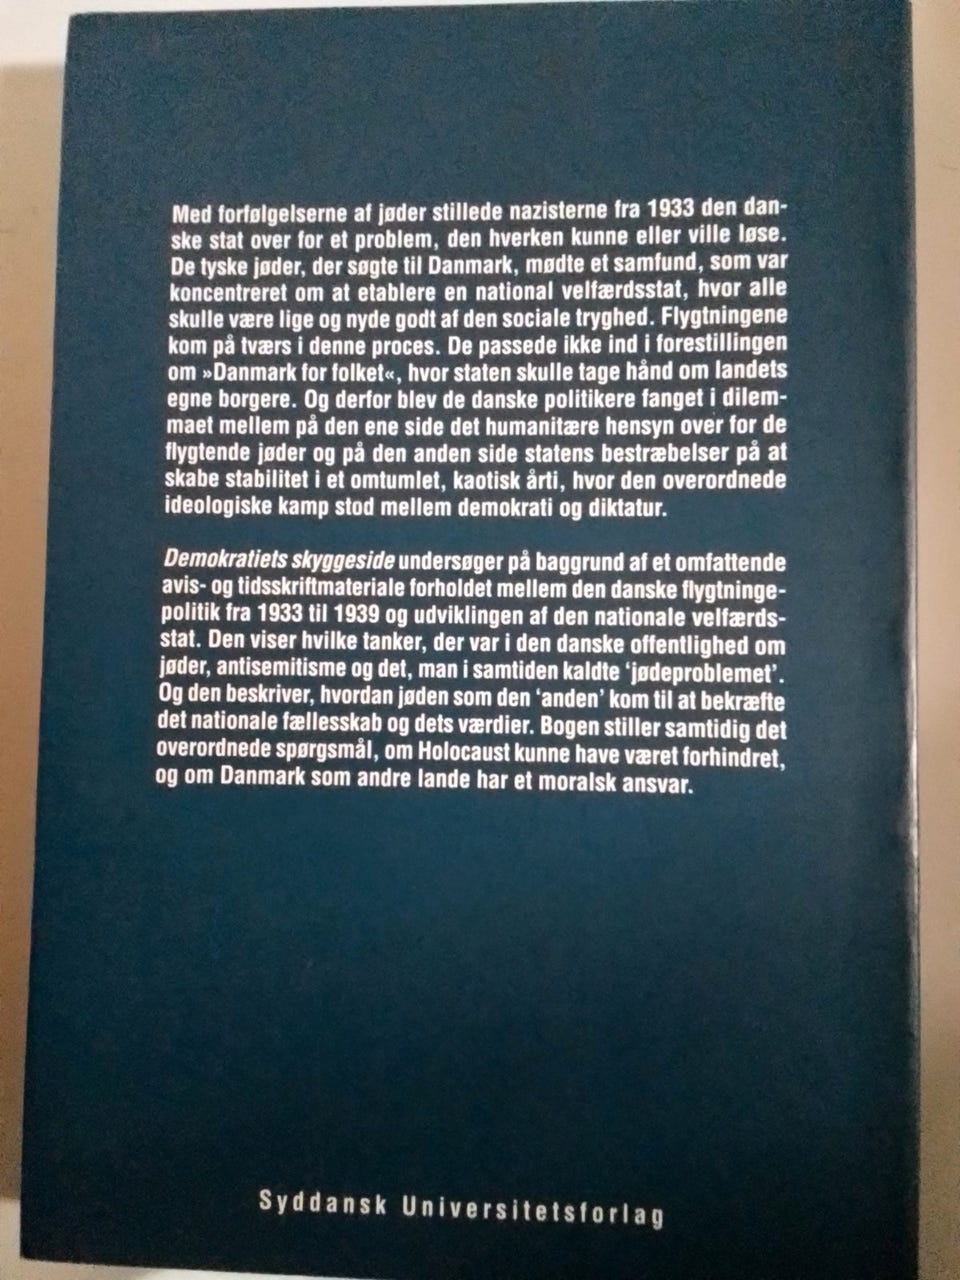 Med forfølgelserne af jøder stillede nazisterne fra 1933 den dan-
ske stat over for et problem, den hverken kunne eller ville løse.
De tyske jøder, der søgte til Danmark, mødte et samfund, som var
koncentreret om at etablere en national velfærdsstat, hvor alle
skulle være lige og nyde godt af den sociale tryghed. Flygtningene
kom på tværs i denne proces. De passede ikke ind i forestillingen
om »Danmark for folket«, hvor staten skulle tage hånd om landets
egne borgere. Og derfor blev de danske politikere fanget i dilem-
maet mellem på den ene side det humanitære hensyn over for de
flygtende jøder og på den anden side statens bestræbelser på at
skabe stabilitet i et omtumlet, kaotisk årti, hvor den overordnede
ideologiske kamp stod mellem demokrati og diktatur.
Demokratiets skyggeside undersøger på baggrund af et omfattende
avis- og tidsskriftmateriale forholdet mellem den danske flygtninge-
politik fra 1933 til 1939 og udviklingen af den nationale velfærds-
stat. Den viser hvilke tanker, der var i den danske offentlighed om
jøder, antisemitisme og det, man i samtiden kaldte ‘jødeproblemet’.
Og den beskriver, hvordan jøden som den ‘anden’ kom til at bekræfte
det nationale fællesskab og dets værdier. Bogen stiller samtidig det
overordnede spørgsmål, om Holocaust kunne have været forhindret,
og om Danmark som andre lande har et moralsk ansvar.
Syddansk Universitetsforlag